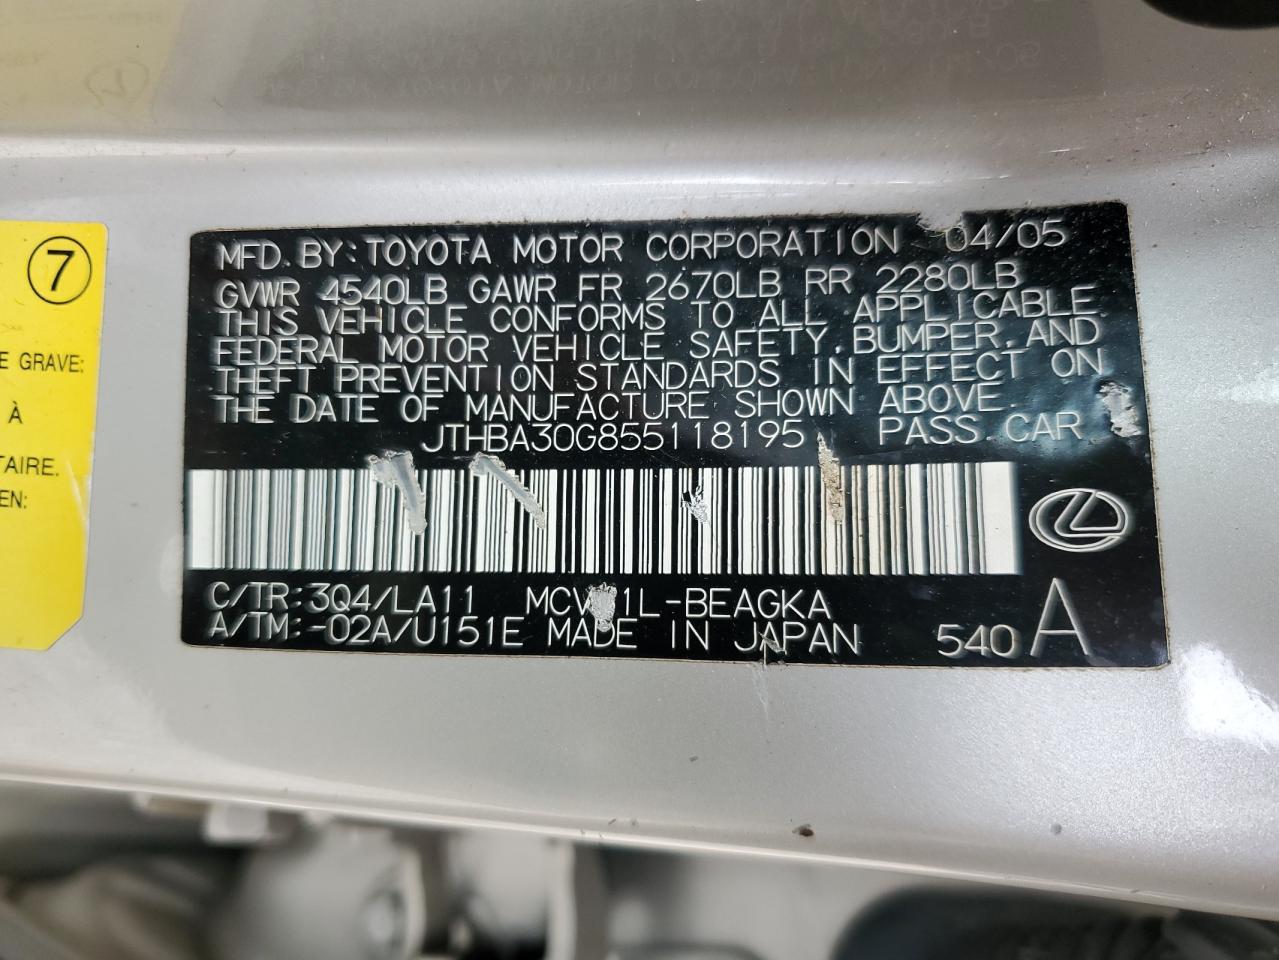 7
E GRAVE:
À
TAIRE.
EN:
MFD. BY: TOYOTA MOTOR CORPORATION 04/05
GVWR 4540LB GAWR FR 2670LB RR 2280LB
THIS VEHICLE CONFORMS TO ALL APPLICABLE
FEDERAL MOTOR VEHICLE SAFETY, BUMPER, AND
THEFT PREVENTION STANDARDS IN EFFECT ON
THE DATE OF MANUFACTURE SHOWN ABOVE.
JTHBA30G855118195 PASS. CAR
C/TR: 3Q4/LA11 1L-BEAGKA
A/TM: -02A/U151E MADE IN JAPAN 540 A